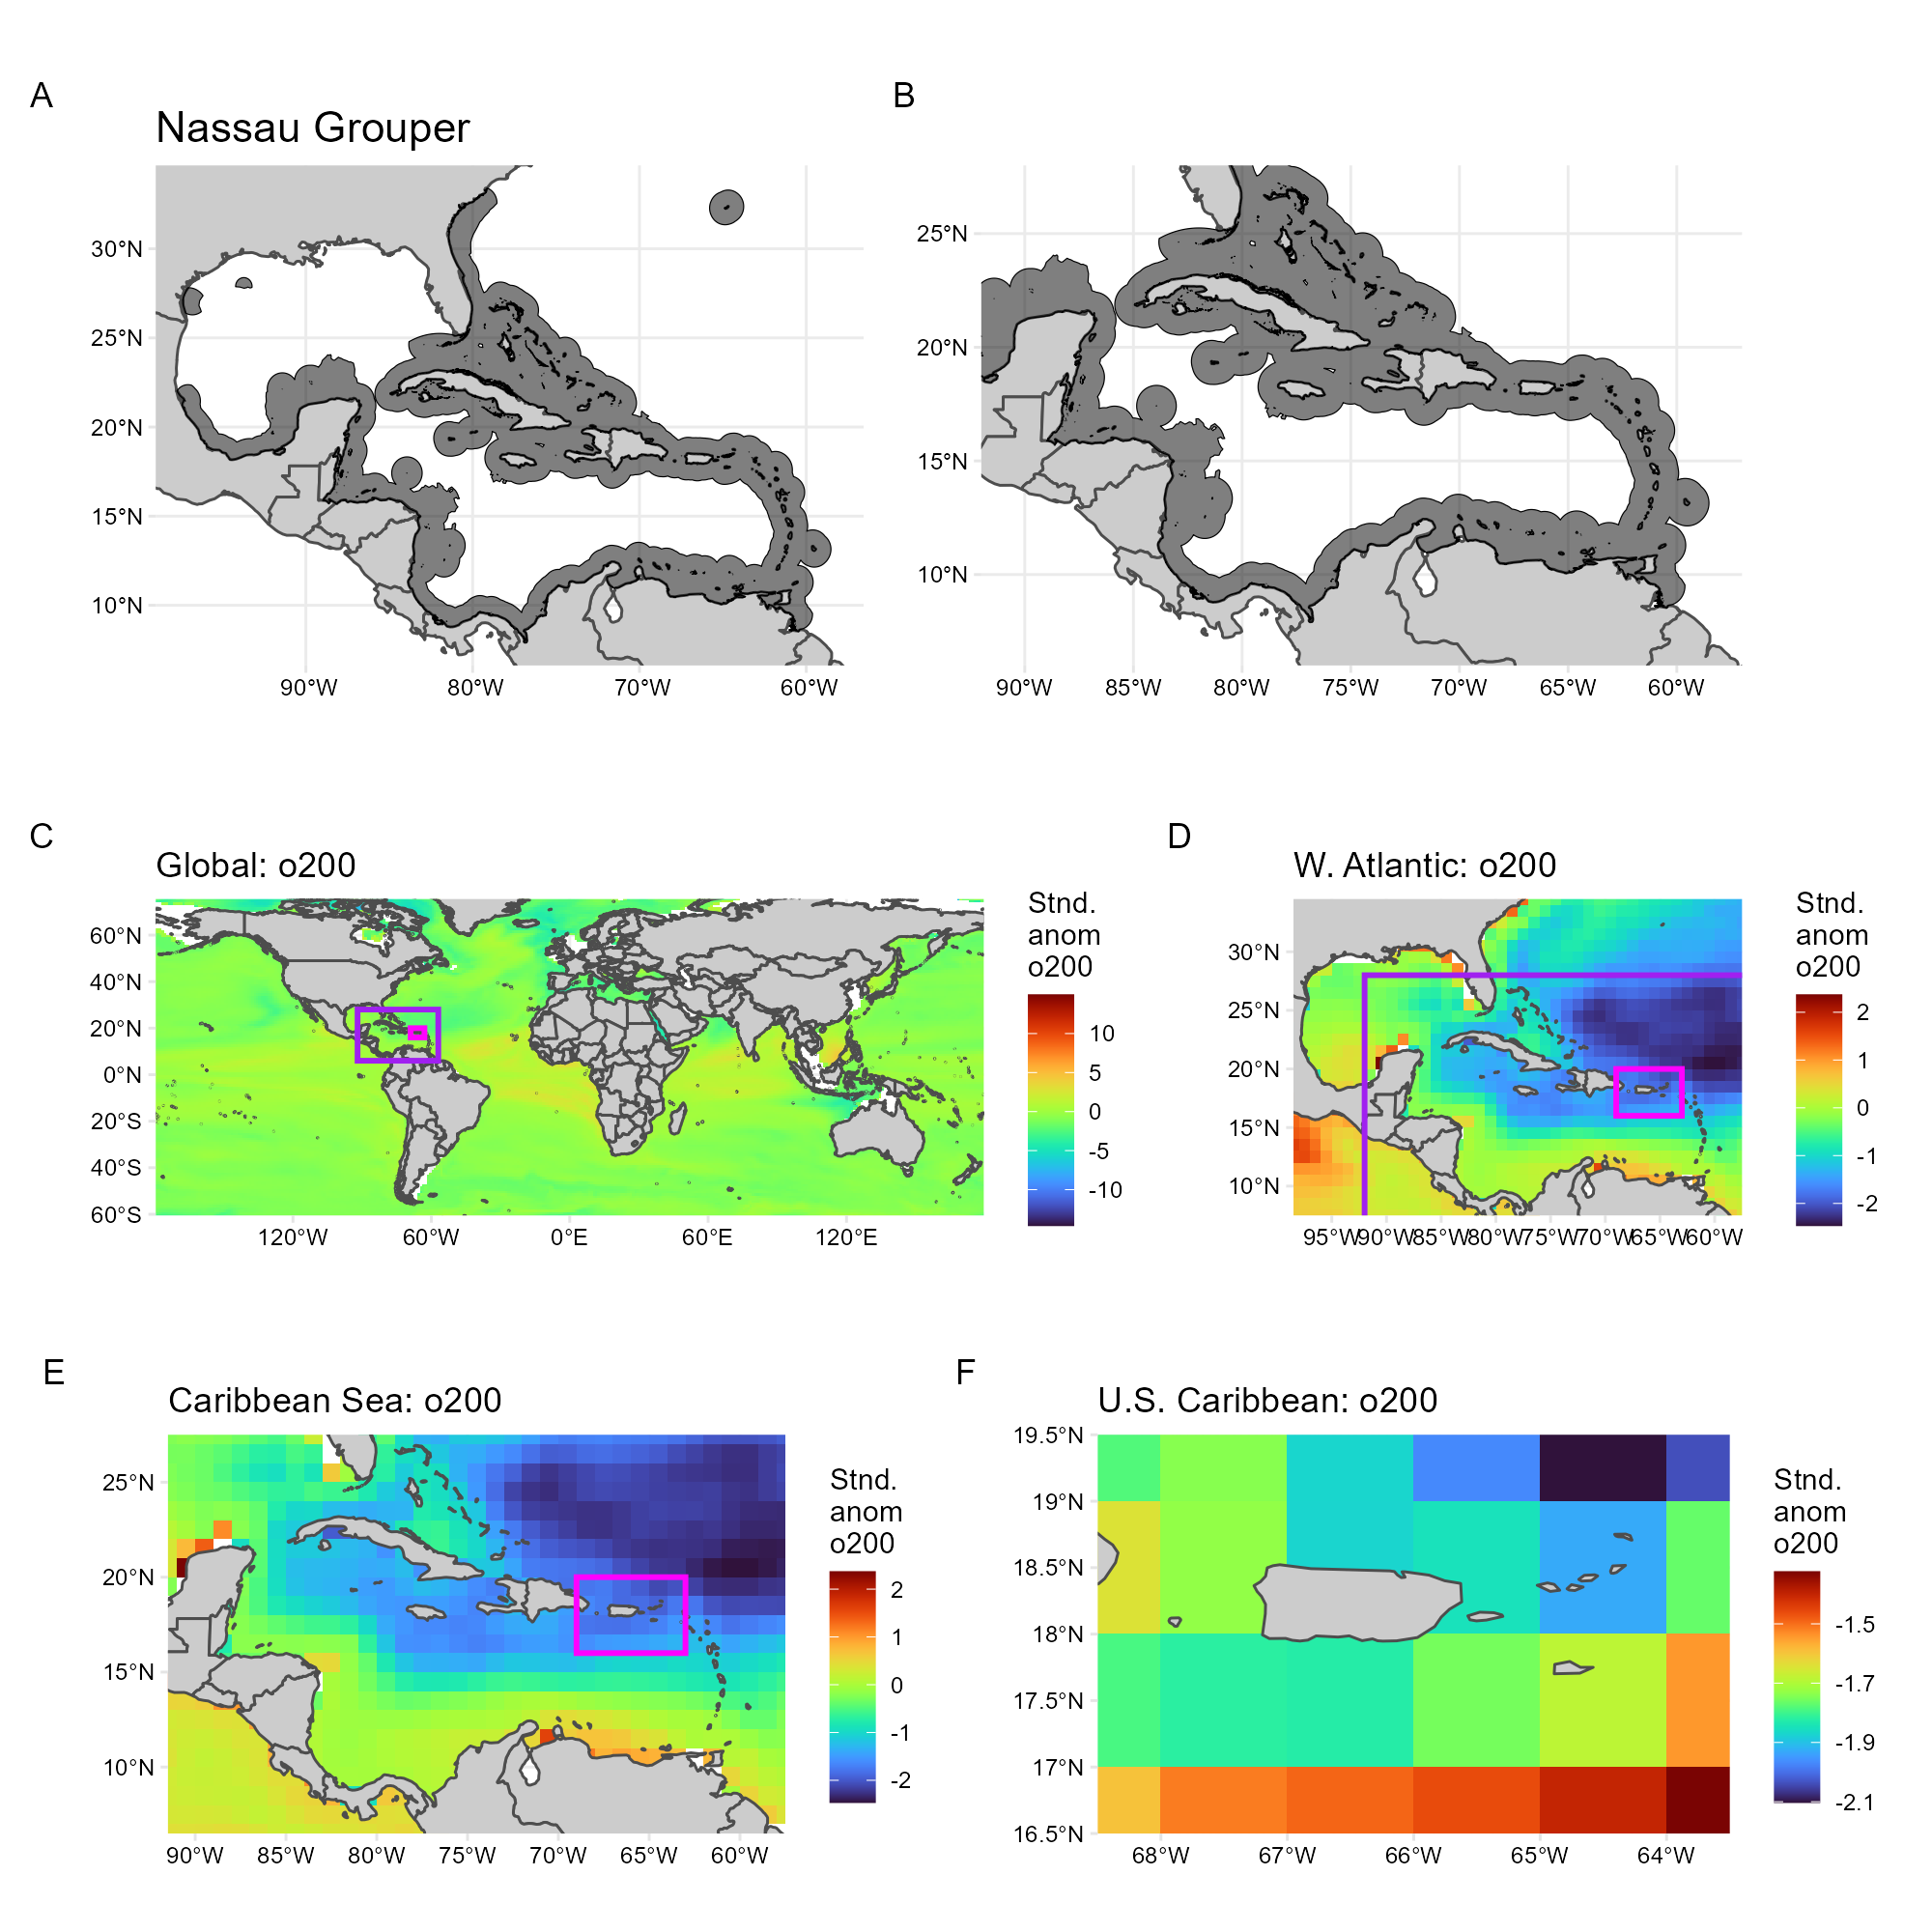 A
Nassau Grouper
30°N
25°N
20°N
15°N
10°N
90°W 80°W 70°W 60°W
B
25°N
20°N
15°N
10°N
90°W 85°W 80°W 75°W 70°W 65°W 60°W
C
Global: o200
60°N
40°N
20°N
0°N
20°S
40°S
60°S
120°W 60°W 0°E 60°E 120°E
Stnd.
anom
o200
10
5
0
-5
-10
D
W. Atlantic: o200
30°N
25°N
20°N
15°N
10°N
95°W 90°W 85°W 80°W 75°W 70°W 65°W 60°W
Stnd.
anom
o200
2
1
0
-1
-2
E
Caribbean Sea: o200
25°N
20°N
15°N
10°N
90°W 85°W 80°W 75°W 70°W 65°W 60°W
Stnd.
anom
o200
2
1
0
-1
-2
F
U.S. Caribbean: o200
19.5°N
19°N
18.5°N
18°N
17.5°N
17°N
16.5°N
68°W 67°W 66°W 65°W 64°W
Stnd.
anom
o200
-1.5
-1.7
-1.9
-2.1